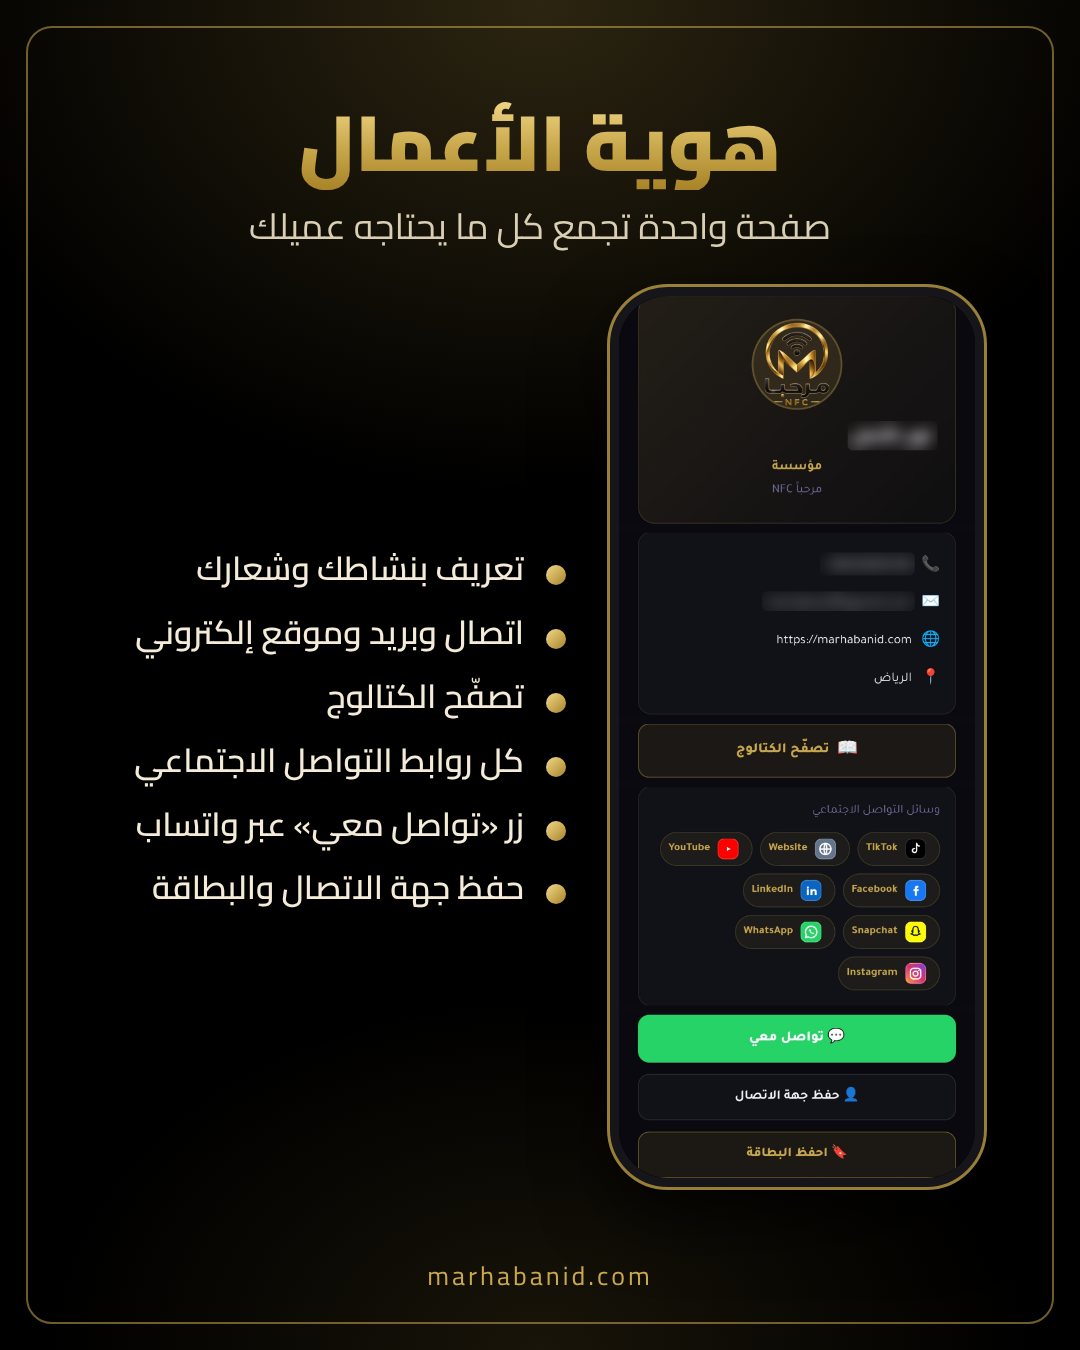 هوية الأعمال
صفحة واحدة تجمع كل ما يحتاجه عميلك
مرحبا
NFC
مؤسسة
مرحباً NFC
https://marhabanid.com
الرياض
تصفّح الكتالوج
وسائل التواصل الاجتماعي
TikTok
Website
YouTube
Facebook
LinkedIn
Snapchat
WhatsApp
Instagram
تواصل معي
حفظ جهة الاتصال
احفظ البطاقة
تعريف بنشاطك وشعارك
اتصال وبريد وموقع إلكتروني
تصفّح الكتالوج
كل روابط التواصل الاجتماعي
زر «تواصل معي» عبر واتساب
حفظ جهة الاتصال والبطاقة
marhabanid.com